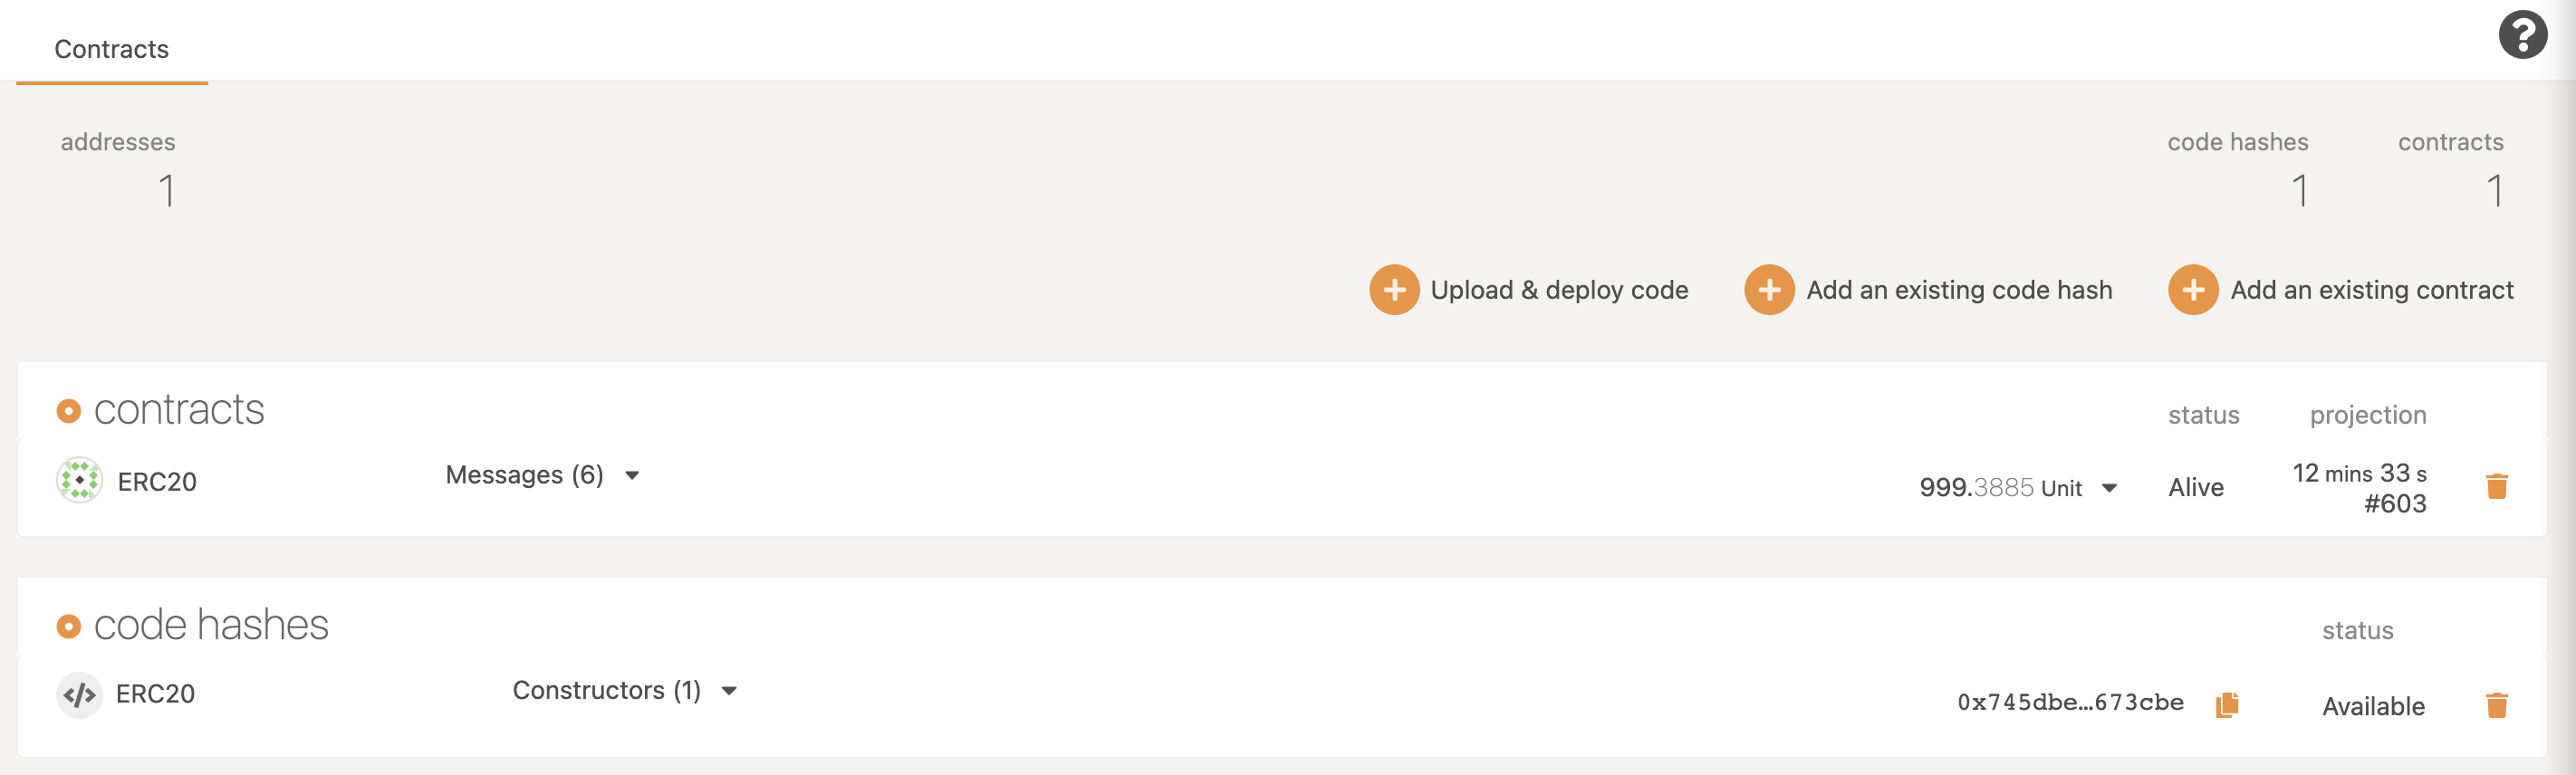 Contracts
?
addresses
1
code hashes
1
contracts
1
Upload & deploy code
Add an existing code hash
Add an existing contract
contracts
status
projection
ERC20
Messages (6)
999.3885 Unit
Alive
12 mins 33 s
#603
code hashes
status
</> ERC20
Constructors (1)
0x745dbe…673cbe
Available